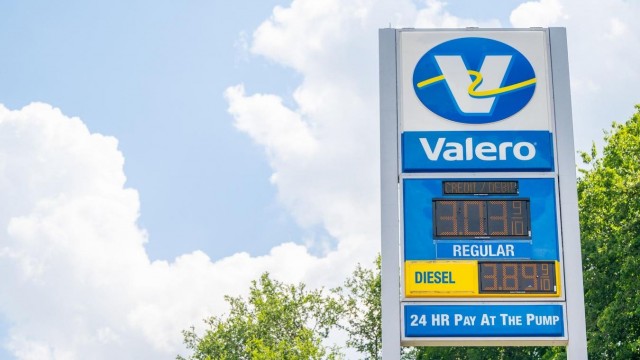 V
Valero
CREDIT/DEBIT
3.03 9/10
REGULAR
DIESEL 3.89 9/10
24 HR PAY AT THE PUMP